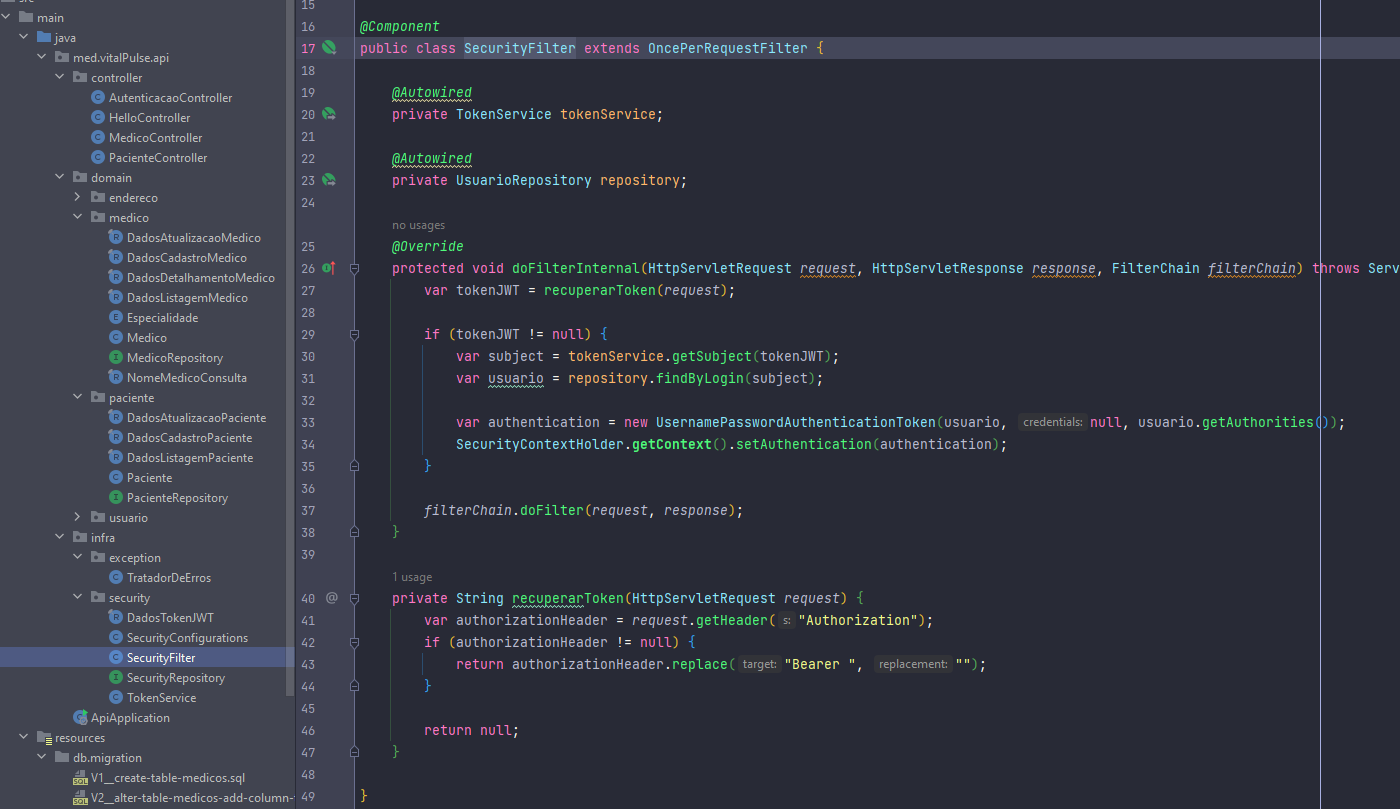 src
main
java
med.vitalPulse.api
controller
AutenticacaoController
HelloController
MedicoController
PacienteController
domain
endereco
medico
DadosAtualizacaoMedico
DadosCadastroMedico
DadosDetalhamentoMedico
DadosListagemMedico
Especialidade
Medico
MedicoRepository
NomeMedicoConsulta
paciente
DadosAtualizacaoPaciente
DadosCadastroPaciente
DadosListagemPaciente
Paciente
PacienteRepository
usuario
infra
exception
TratadorDeErros
security
DadosTokenJWT
SecurityConfigurations
SecurityFilter
SecurityRepository
TokenService
ApiApplication
resources
db.migration
V1__create-table-medicos.sql
V2__alter-table-medicos-add-column-
15
16 @Component
17 public class SecurityFilter extends OncePerRequestFilter {
18
19 @Autowired
20 private TokenService tokenService;
21
22 @Autowired
23 private UsuarioRepository repository;
24
no usages
25 @Override
26 protected void doFilterInternal(HttpServletRequest request, HttpServletResponse response, FilterChain filterChain) throws Serv
27 var tokenJWT = recuperarToken(request);
28
29 if (tokenJWT != null) {
30 var subject = tokenService.getSubject(tokenJWT);
31 var usuario = repository.findByLogin(subject);
32
33 var authentication = new UsernamePasswordAuthenticationToken(usuario, credentials: null, usuario.getAuthorities());
34 SecurityContextHolder.getContext().setAuthentication(authentication);
35 }
36
37 filterChain.doFilter(request, response);
38 }
39
1 usage
40 @ private String recuperarToken(HttpServletRequest request) {
41 var authorizationHeader = request.getHeader( s: "Authorization");
42 if (authorizationHeader != null) {
43 return authorizationHeader.replace( target: "Bearer ", replacement: "");
44 }
45
46 return null;
47 }
48
49 }